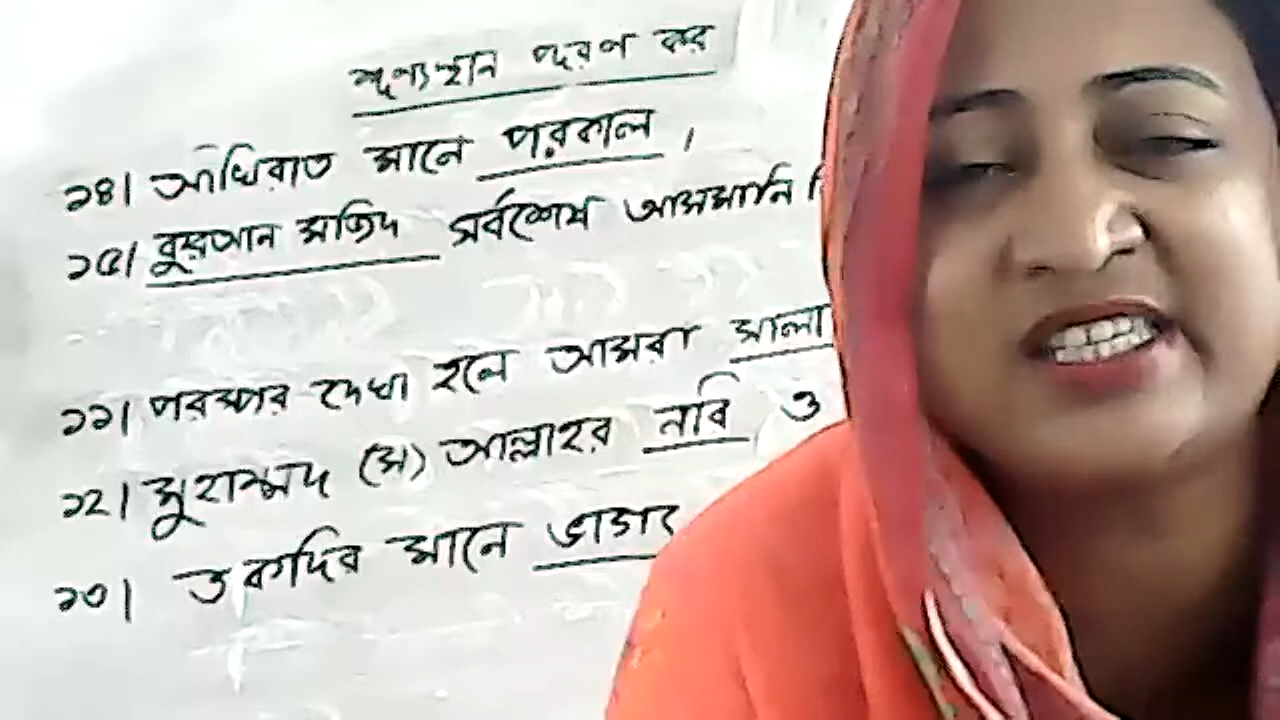 শূণ্যস্থান পূরণ কর
১৪। আখিরাত মানে পরকাল,
১৫। কুরআন মজিদ সর্বশেষ আসমানি
১১। পরস্পর দেখা হলে আমরা সালা
১২। মুহাম্মদ (স) আল্লাহর নবি ও
১৩। তকদির মানে ভাগ্য